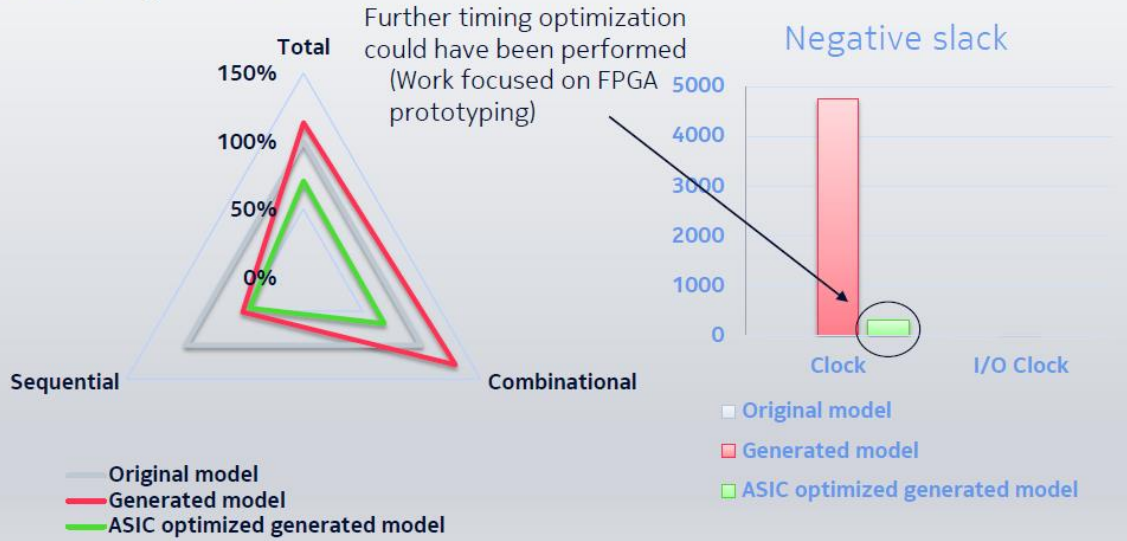 Further timing optimization
could have been performed
(Work focused on FPGA
prototyping)
Total
150%
100%
50%
0%
Sequential
Combinational
Original model
Generated model
ASIC optimized generated model
Negative slack
5000
4000
3000
2000
1000
0
Clock
I/O Clock
Original model
Generated model
ASIC optimized generated model